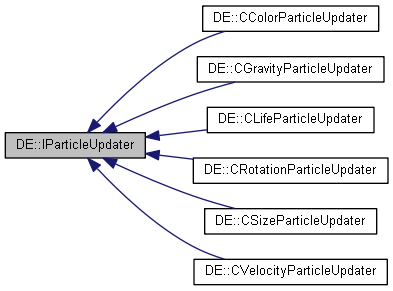 DE::CColorParticleUpdater
DE::CGravityParticleUpdater
DE::CLifeParticleUpdater
DE::IParticleUpdater
DE::CRotationParticleUpdater
DE::CSizeParticleUpdater
DE::CVelocityParticleUpdater